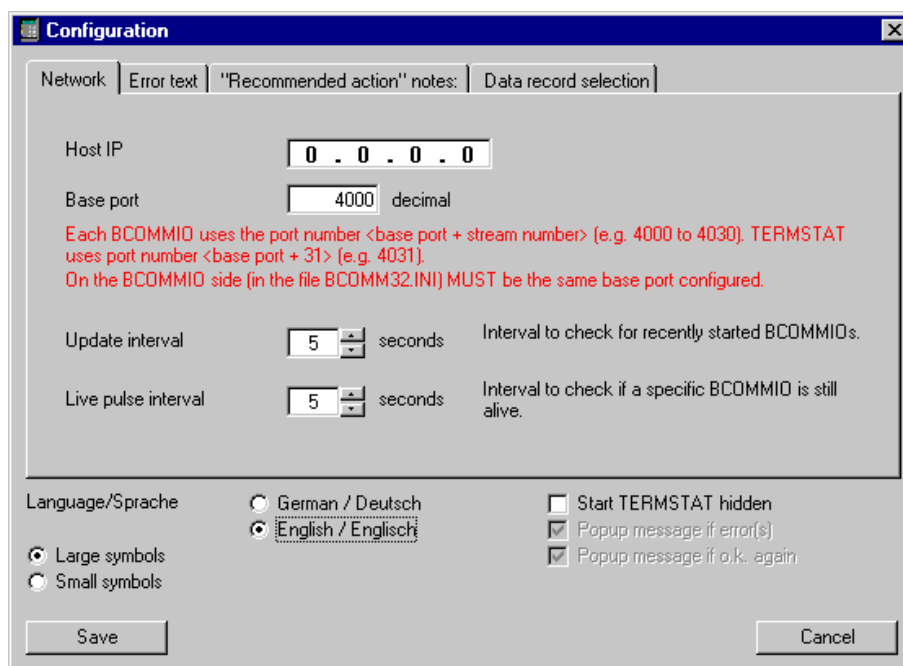 Configuration
Network Error text "Recommended action" notes: Data record selection
Host IP 0 . 0 . 0 . 0
Base port 4000 decimal
Each BCOMMIO uses the port number <base port + stream number> (e.g. 4000 to 4030). TERMSTAT
uses port number <base port + 31> (e.g. 4031).
On the BCOMMIO side (in the file BCOMM32.INI) MUST be the same base port configured.
Update interval 5 seconds Interval to check for recently started BCOMMIOs.
Live pulse interval 5 seconds Interval to check if a specific BCOMMIO is still
alive.
Language/Sprache German / Deutsch Start TERMSTAT hidden
English / Englisch Popup message if error(s)
Large symbols Popup message if o.k. again
Small symbols
Save Cancel